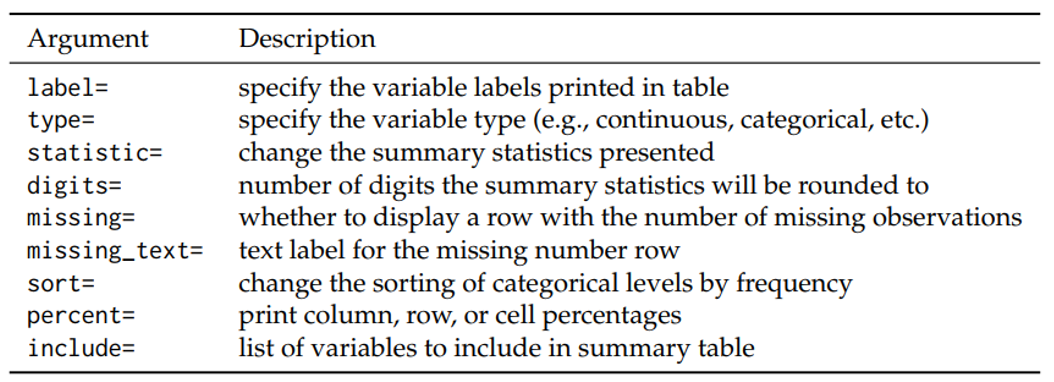 Argument Description
label= specify the variable labels printed in table
type= specify the variable type (e.g., continuous, categorical, etc.)
statistic= change the summary statistics presented
digits= number of digits the summary statistics will be rounded to
missing= whether to display a row with the number of missing observations
missing_text= text label for the missing number row
sort= change the sorting of categorical levels by frequency
percent= print column, row, or cell percentages
include= list of variables to include in summary table